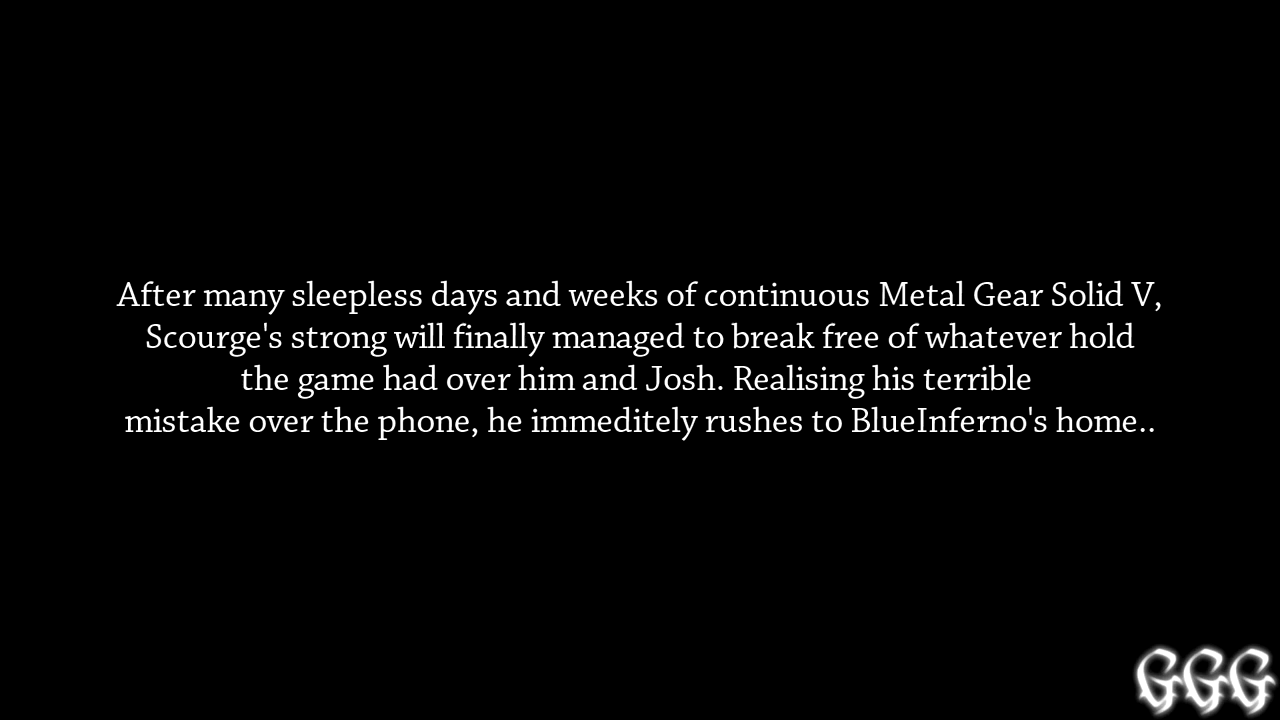 After many sleepless days and weeks of continuous Metal Gear Solid V,
Scourge's strong will finally managed to break free of whatever hold
the game had over him and Josh. Realising his terrible
mistake over the phone, he immeditely rushes to BlueInferno's home..
GGG